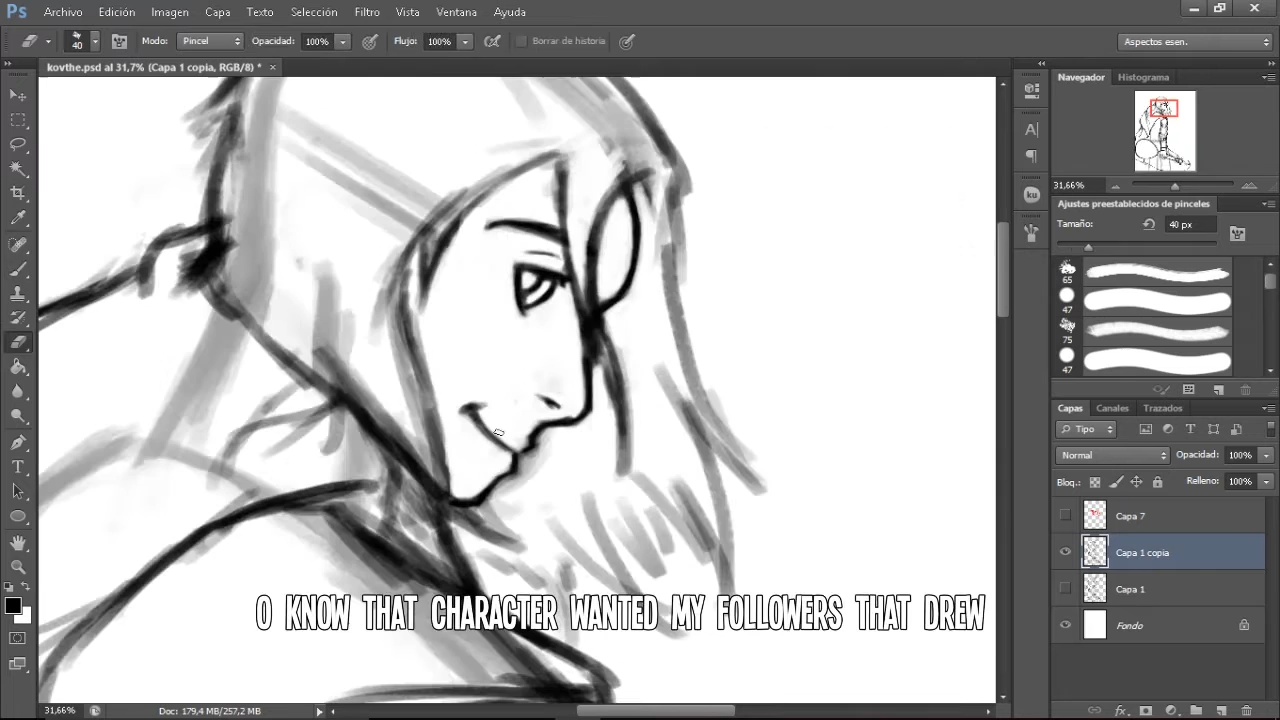 Ps Archivo Edición Imagen Capa Texto Selección Filtro Vista Ventana Ayuda
40 Modo: Pincel Opacidad: 100% Flujo: 100% Borrar de historia Aspectos esen.
kovthe.psd al 31,7% (Capa 1 copia, RGB/8) *
Navegador Histograma
31,66%
Ajustes preestablecidos de pinceles
Tamaño: 40 px
65
47
75
47
Capas Canales Trazados
Tipo
Normal Opacidad: 100%
Bloq.: Relleno: 100%
Capa 7
Capa 1 copia
Capa 1
Fondo
O KNOW THAT CHARACTER WANTED MY FOLLOWERS THAT DREW
31,66% Doc: 179,4 MB/257,2 MB